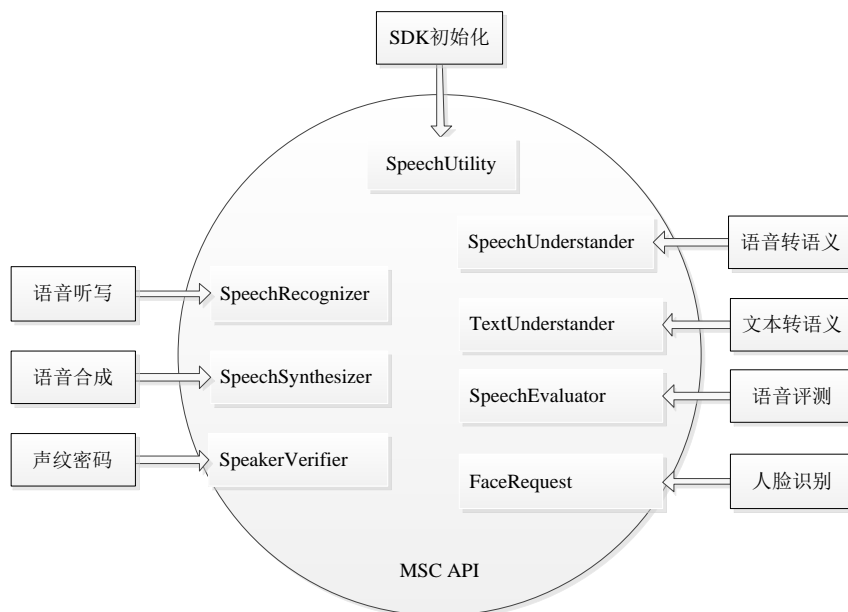 SDK初始化
SpeechUtility
SpeechUnderstander
语音转语义
语音听写
SpeechRecognizer
TextUnderstander
文本转语义
语音合成
SpeechSynthesizer
SpeechEvaluator
语音评测
声纹密码
SpeakerVerifier
FaceRequest
人脸识别
MSC API